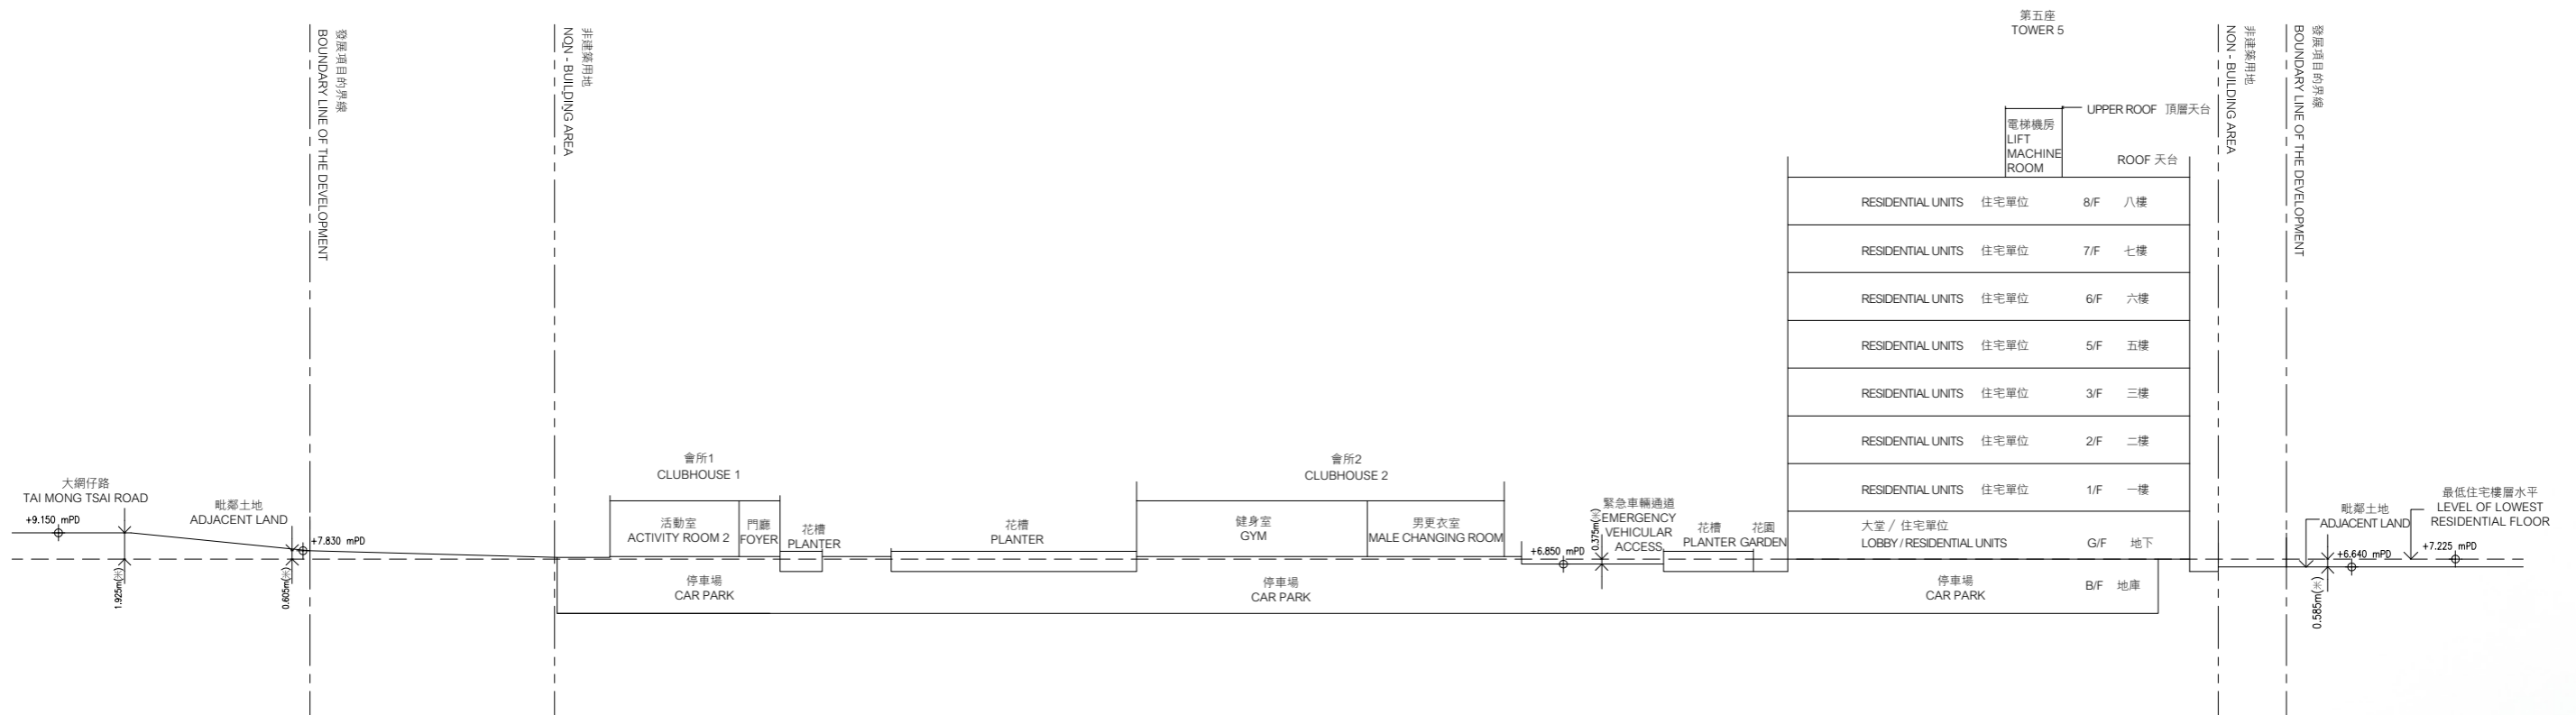 第五座
TOWER 5
發展項目的界線
BOUNDARY LINE OF THE DEVELOPMENT
非建築用地
NON - BUILDING AREA
非建築用地
NON - BUILDING AREA
發展項目的界線
BOUNDARY LINE OF THE DEVELOPMENT
UPPER ROOF 頂層天台
電梯機房
LIFT
MACHINE
ROOM
ROOF 天台
RESIDENTIAL UNITS 住宅單位 8/F 八樓
RESIDENTIAL UNITS 住宅單位 7/F 七樓
RESIDENTIAL UNITS 住宅單位 6/F 六樓
RESIDENTIAL UNITS 住宅單位 5/F 五樓
RESIDENTIAL UNITS 住宅單位 3/F 三樓
RESIDENTIAL UNITS 住宅單位 2/F 二樓
RESIDENTIAL UNITS 住宅單位 1/F 一樓
大堂 / 住宅單位
LOBBY / RESIDENTIAL UNITS G/F 地下
停車場
CAR PARK
B/F 地庫
大網仔路
TAI MONG TSAI ROAD
+9.150 mPD
1.925m(米)
毗鄰土地
ADJACENT LAND
+7.830 mPD
0.605m(米)
會所1
CLUBHOUSE 1
活動室
ACTIVITY ROOM 2
門廳
FOYER
花槽
PLANTER
停車場
CAR PARK
花槽
PLANTER
會所2
CLUBHOUSE 2
健身室
GYM
男更衣室
MALE CHANGING ROOM
停車場
CAR PARK
+6.850 mPD
0.375m(米)
緊急車輛通道
EMERGENCY
VEHICULAR
ACCESS
花槽
PLANTER
花園
GARDEN
毗鄰土地
ADJACENT LAND
+6.640 mPD
0.585m(米)
最低住宅樓層水平
LEVEL OF LOWEST
RESIDENTIAL FLOOR
+7.225 mPD